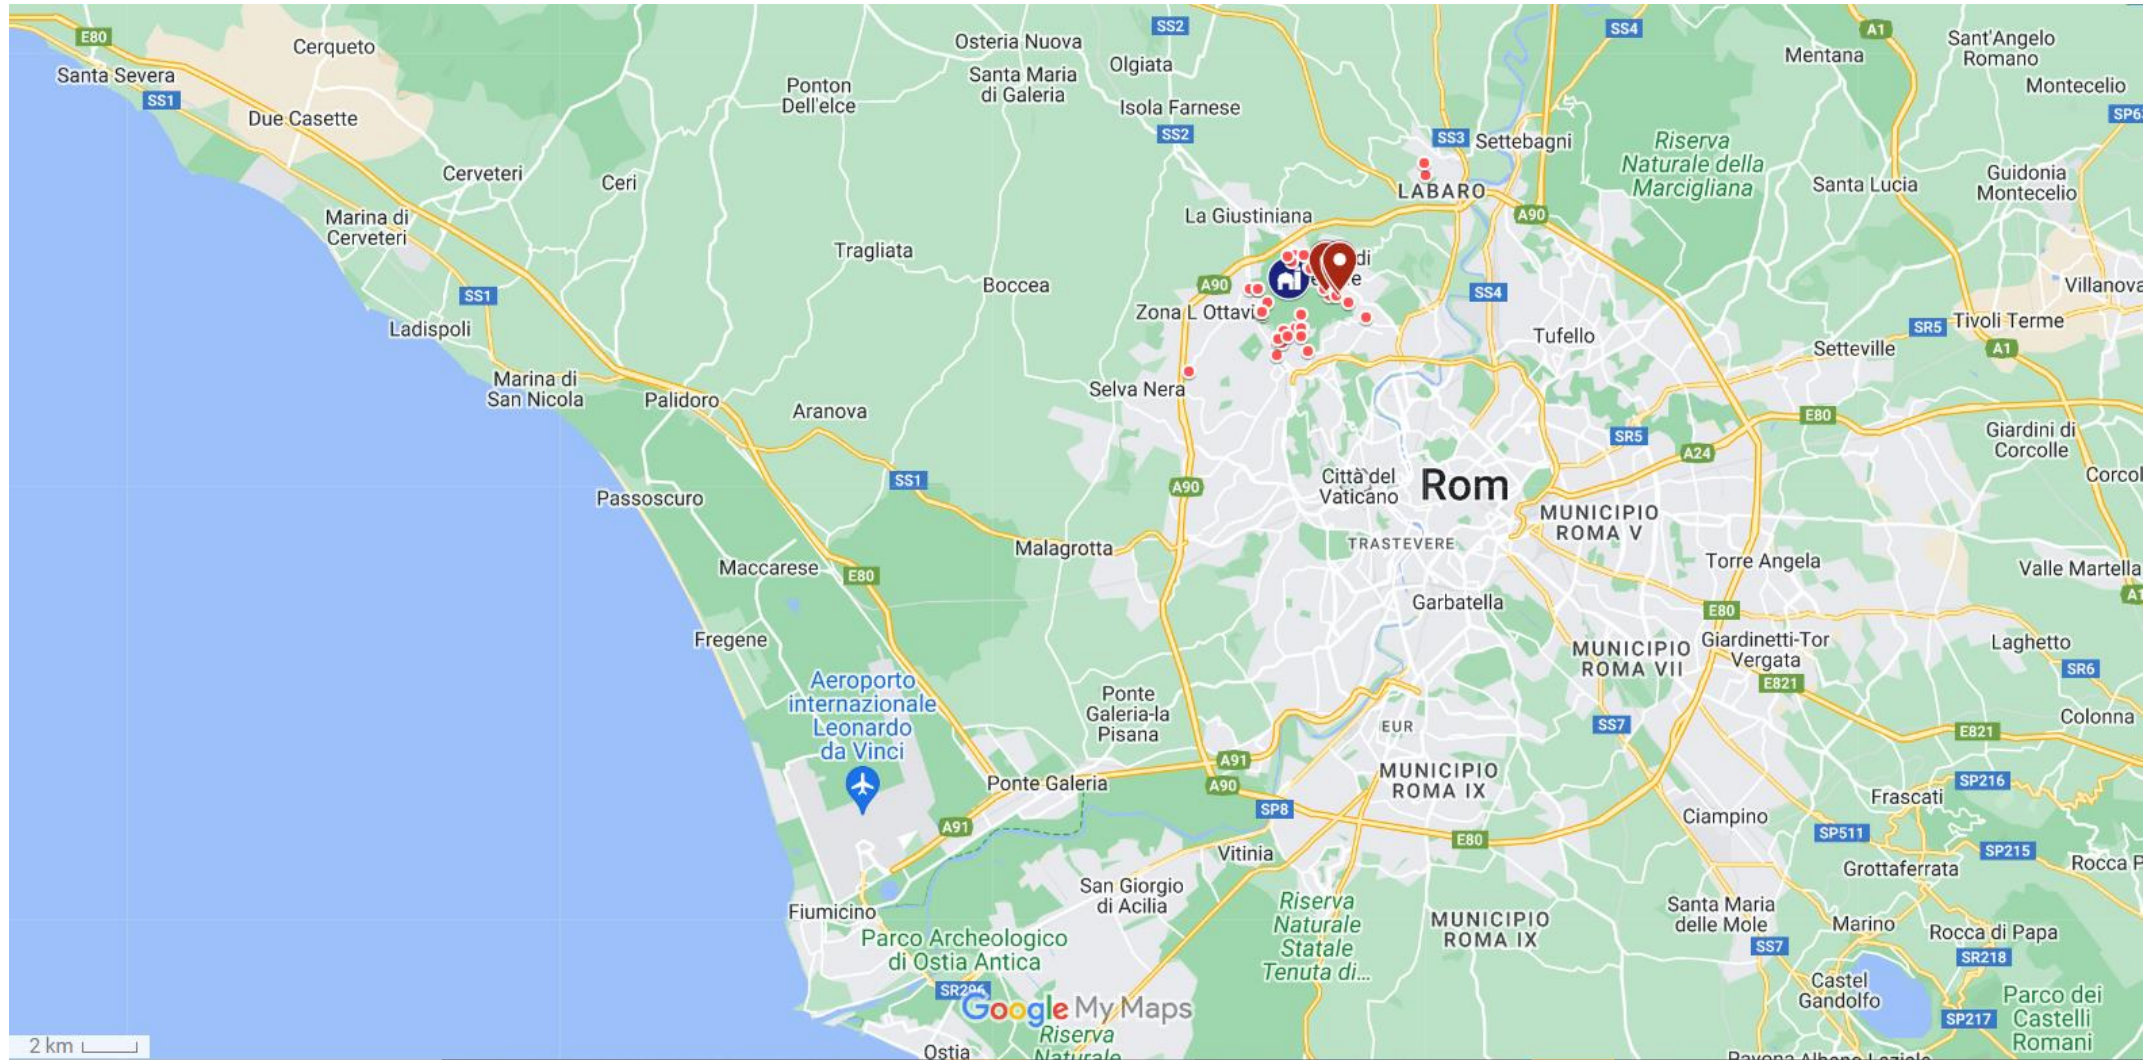 E80
Cerqueto
Santa Severa
SS1
Due Casette
SS2
Osteria Nuova
Olgiata
Santa Maria
di Galeria
Ponton
Dell'elce
Isola Farnese
SS2
SS4
A1
Mentana
Sant'Angelo
Romano
Montecelio
SS3
Settebagni
Riserva
Naturale della
Marcigliana
Cerveteri
Ceri
LABARO
Santa Lucia
Guidonia
Montecelio
Marina di
Cerveteri
La Giustiniana
A90
Tragliata
Boccea
di
SS1
A90
SS4
Villanova
Zona L Ottavi
Ladispoli
Tufello
SR5
Tivoli Terme
Setteville
A1
Marina di
San Nicola
Palidoro
Aranova
Selva Nera
E80
SR5
A24
Giardini di
Corcolle
SS1
A90
Città del
Vaticano
Rom
Passoscuro
MUNICIPIO
ROMA V
Malagrotta
TRASTEVERE
Maccarese
E80
Torre Angela
Valle Martella
Garbatella
E80
Fregene
MUNICIPIO
ROMA VII
Giardinetti-Tor
Vergata
Laghetto
SR6
E821
Aeroporto
internazionale
Leonardo
da Vinci
Ponte
Galeria-la
Pisana
EUR
SS7
Colonna
E821
A91
Ponte Galeria
A90
MUNICIPIO
ROMA IX
SP216
Frascati
SP8
A91
Ciampino
E80
SP511
Vitinia
SP215
Grottaferrata
Rocca P
San Giorgio
di Acilia
Fiumicino
Riserva
Naturale
Statale
Tenuta di...
MUNICIPIO
ROMA IX
Santa Maria
delle Mole
Marino
Rocca di Papa
Parco Archeologico
di Ostia Antica
SS7
SR218
SR296
Google My Maps
Castel
Gandolfo
Parco dei
Castelli
Romani
SP217
Riserva
Naturale
2 km
Ostia